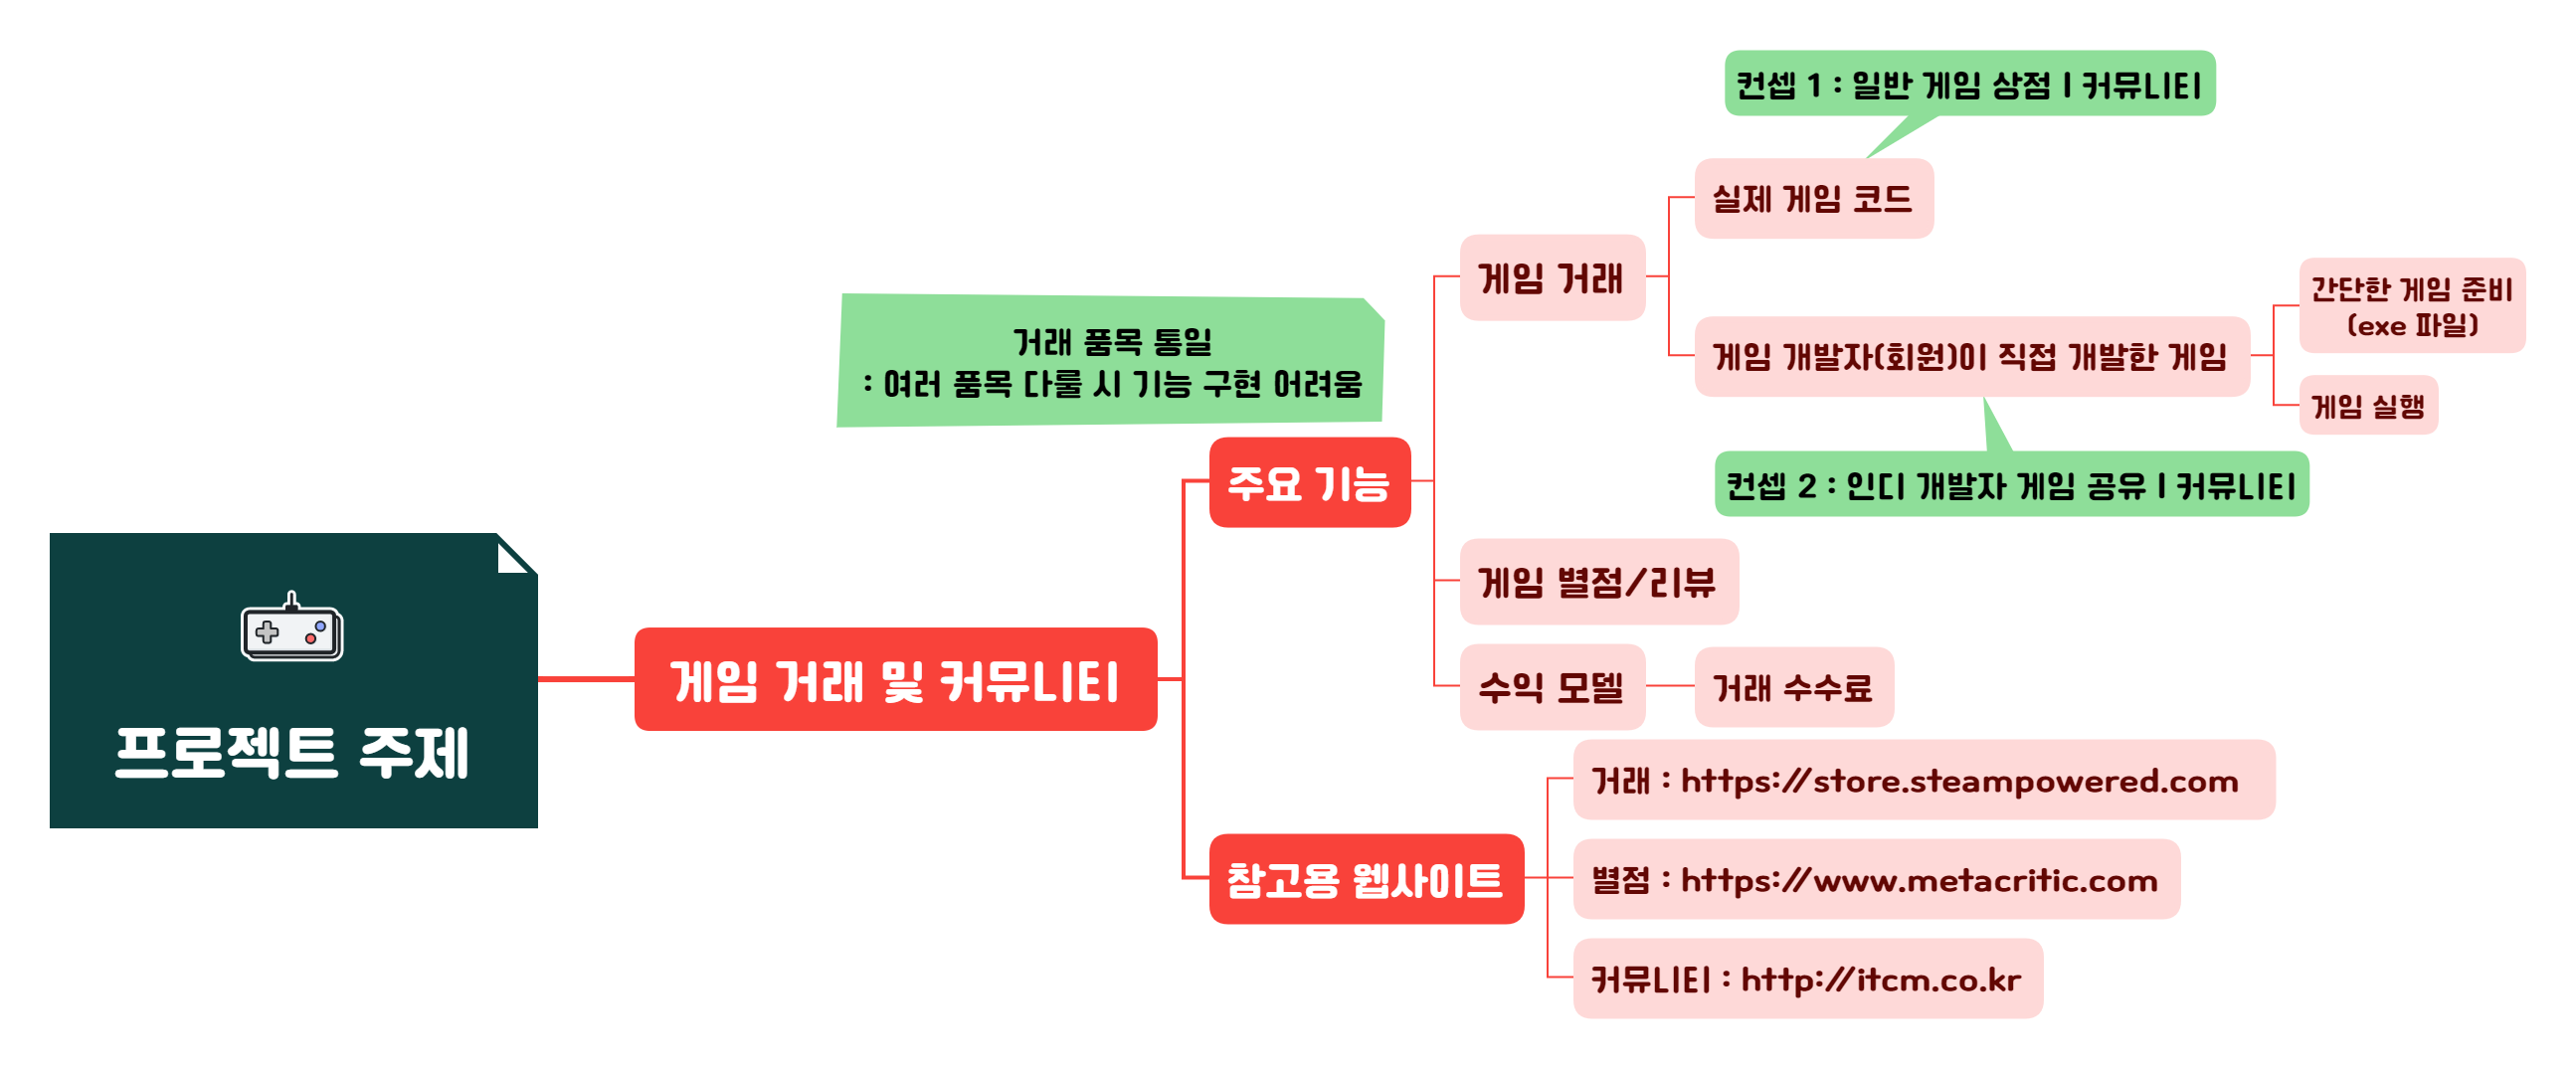 프로젝트 주제
게임 거래 및 커뮤니티
거래 품목 통일
: 여러 품목 다룰 시 기능 구현 어려움
주요 기능
게임 거래
컨셉 1 : 일반 게임 상점 | 커뮤니티
실제 게임 코드
게임 개발자(회원)이 직접 개발한 게임
간단한 게임 준비
(exe 파일)
게임 실행
컨셉 2 : 인디 개발자 게임 공유 | 커뮤니티
게임 별점/리뷰
수익 모델
거래 수수료
참고용 웹사이트
거래 : https://store.steampowered.com
별점 : https://www.metacritic.com
커뮤니티 : http://itcm.co.kr